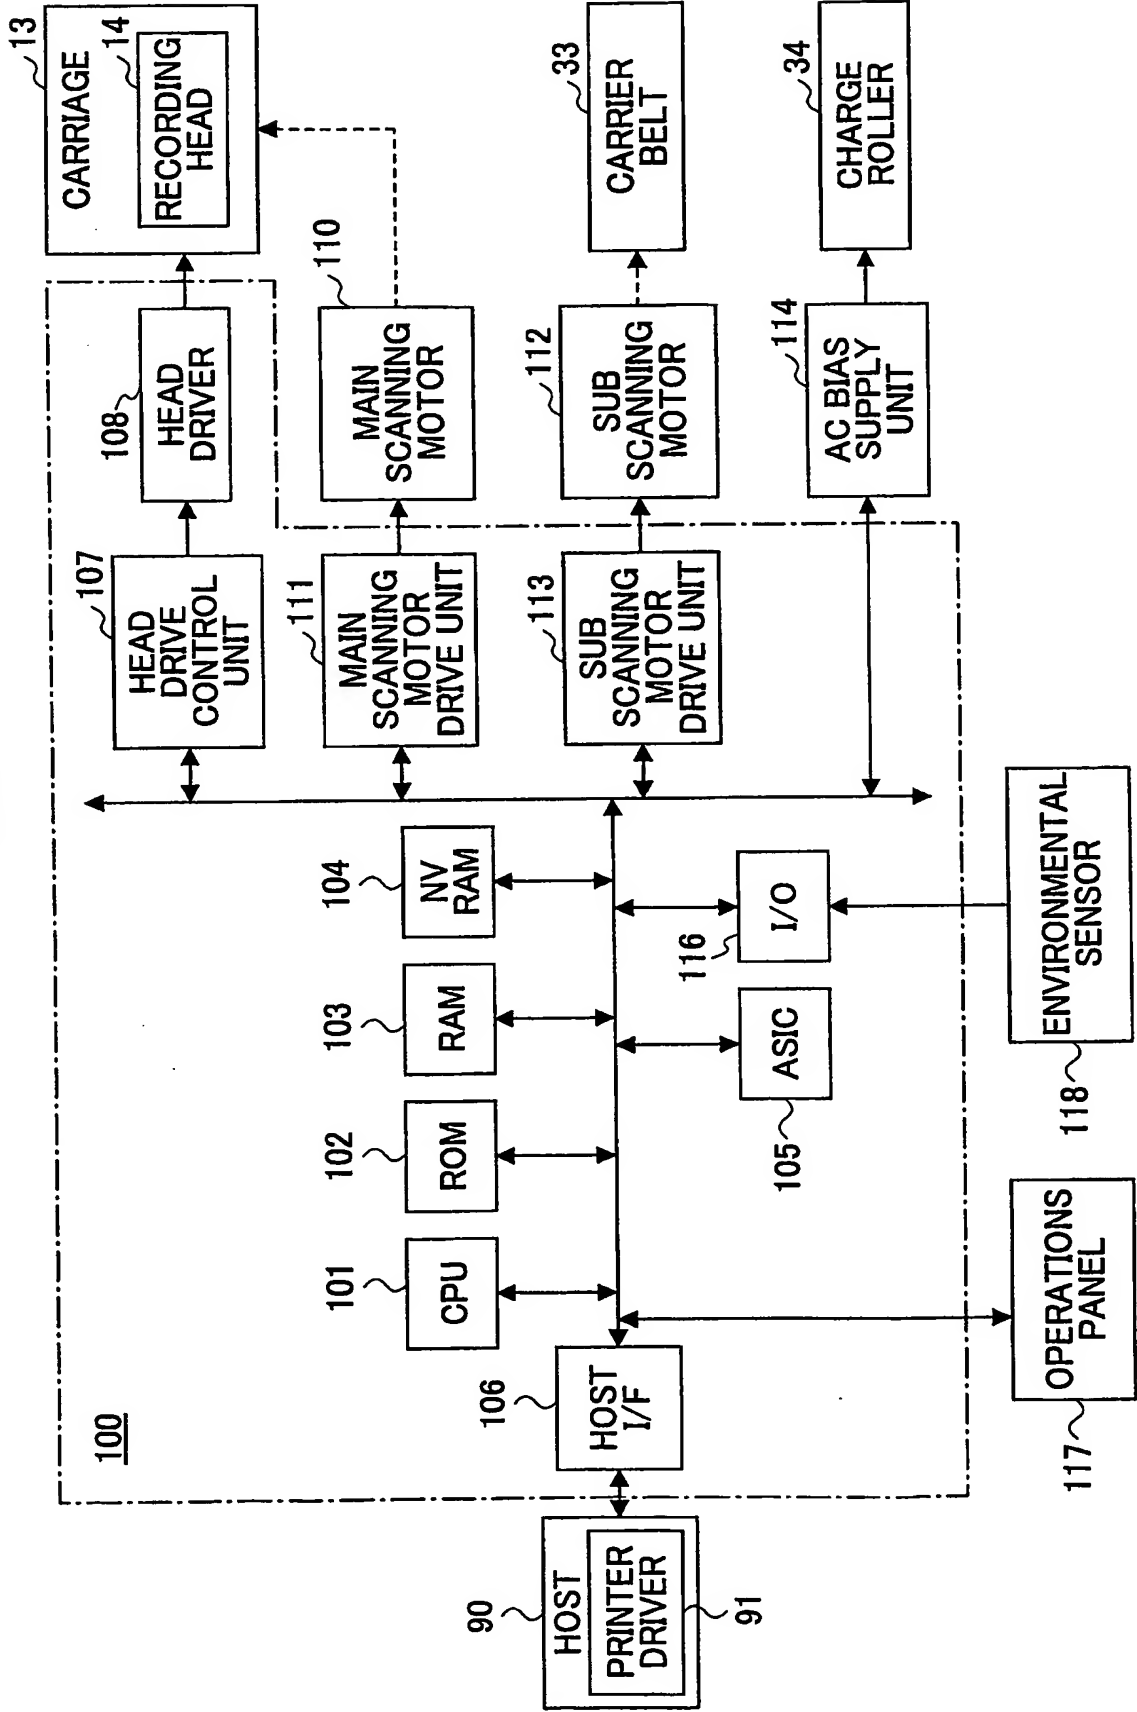 100
90
HOST
PRINTER
DRIVER
91
106
HOST
I/F
101
CPU
102
ROM
103
RAM
104
NV
RAM
105
ASIC
116
I/O
117
OPERATIONS
PANEL
118
ENVIRONMENTAL
SENSOR
107
HEAD
DRIVE
CONTROL
UNIT
108
HEAD
DRIVER
13
CARRIAGE
14
RECORDING
HEAD
111
MAIN
SCANNING
MOTOR
DRIVE UNIT
110
MAIN
SCANNING
MOTOR
113
SUB
SCANNING
MOTOR
DRIVE UNIT
112
SUB
SCANNING
MOTOR
33
CARRIER
BELT
114
AC BIAS
SUPPLY
UNIT
34
CHARGE
ROLLER